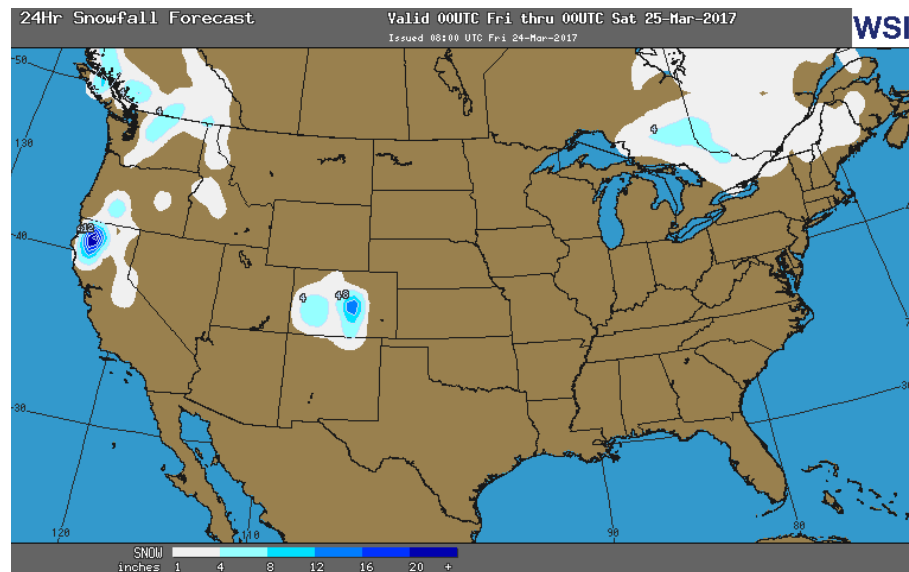 24Hr Snowfall Forecast
Valid 00UTC Fri thru 00UTC Sat 25-Mar-2017
WSI
Issued 08:00 UTC Fri 24-Mar-2017
50
130
40
30
120
110
90
80
4
4
12
4
48
SNOW
inches 1 4 8 12 16 20 +